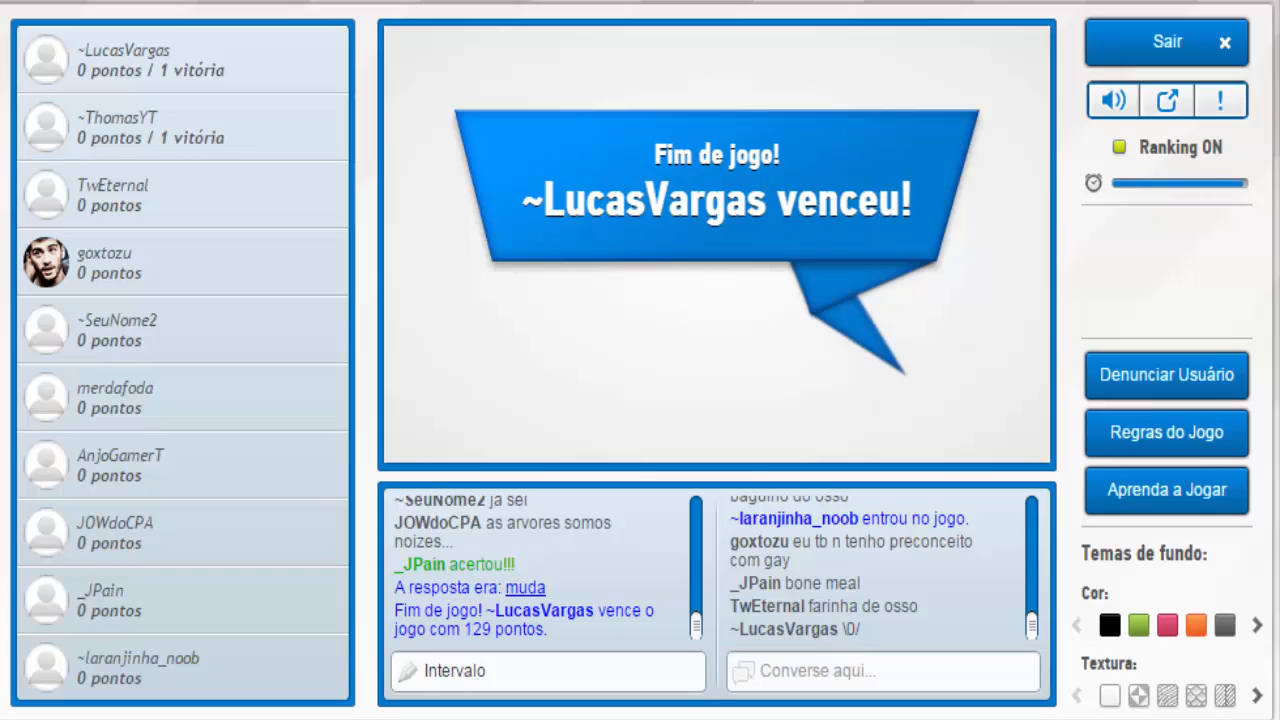 ~LucasVargas
0 pontos / 1 vitória
~ThomasYT
0 pontos / 1 vitória
TwEternal
0 pontos
goxtozu
0 pontos
~SeuNome2
0 pontos
merdafoda
0 pontos
AnjoGamerT
0 pontos
JOWdoCPA
0 pontos
_JPain
0 pontos
~laranjinha_noob
0 pontos
Fim de jogo!
~LucasVargas venceu!
~SeuNome2 ja sei
JOWdoCPA as arvores somos
noizes...
_JPain acertou!!!
A resposta era: muda
Fim de jogo! ~LucasVargas vence o
jogo com 129 pontos.
Intervalo
bagulho do osso
~laranjinha_noob entrou no jogo.
goxtozu eu tb n tenho preconceito
com gay
_JPain bone meal
TwEternal farinha de osso
~LucasVargas \0/
Converse aqui...
Sair x
!
Ranking ON
Denunciar Usuário
Regras do Jogo
Aprenda a Jogar
Temas de fundo:
Cor:
Textura: